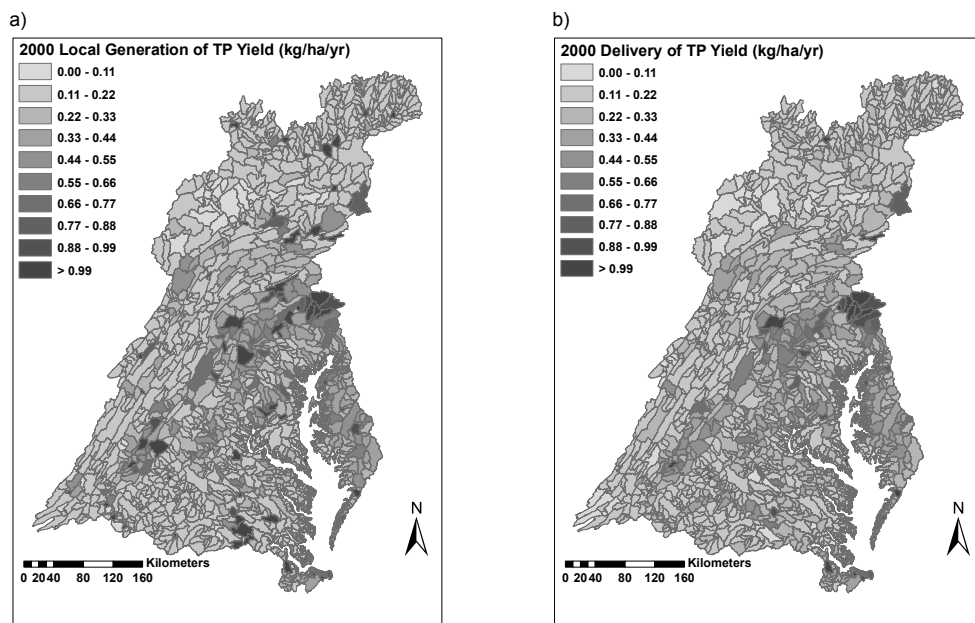 a)
2000 Local Generation of TP Yield (kg/ha/yr)
0.00 - 0.11
0.11 - 0.22
0.22 - 0.33
0.33 - 0.44
0.44 - 0.55
0.55 - 0.66
0.66 - 0.77
0.77 - 0.88
0.88 - 0.99
> 0.99
N
Kilometers
0 20 40 80 120 160
b)
2000 Delivery of TP Yield (kg/ha/yr)
0.00 - 0.11
0.11 - 0.22
0.22 - 0.33
0.33 - 0.44
0.44 - 0.55
0.55 - 0.66
0.66 - 0.77
0.77 - 0.88
0.88 - 0.99
> 0.99
N
Kilometers
0 20 40 80 120 160